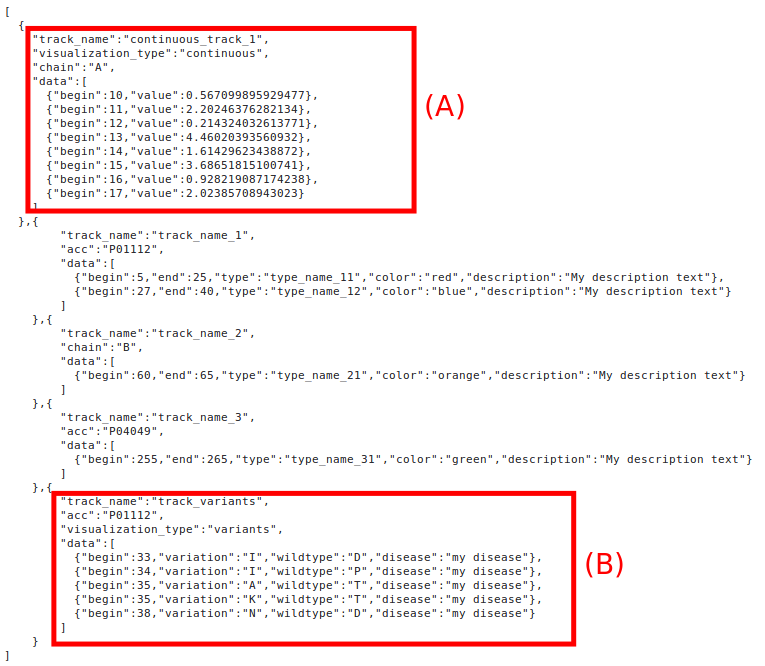 [
  {
    "track_name":"continuous_track_1",
    "visualization_type":"continuous",
    "chain":"A",
    "data":[
      {"begin":10,"value":0.567099895929477},
      {"begin":11,"value":2.20246376282134},
      {"begin":12,"value":0.214324032613771},
      {"begin":13,"value":4.46020393560932},
      {"begin":14,"value":1.61429623438872},
      {"begin":15,"value":3.68651815100741},
      {"begin":16,"value":0.928219087174238},
      {"begin":17,"value":2.02385708943023}
    ]
(A)
  },{
        "track_name":"track_name_1",
        "acc":"P01112",
        "data":[
          {"begin":5,"end":25,"type":"type_name_11","color":"red","description":"My description text"},
          {"begin":27,"end":40,"type":"type_name_12","color":"blue","description":"My description text"}
        ]
    },{
        "track_name":"track_name_2",
        "chain":"B",
        "data":[
          {"begin":60,"end":65,"type":"type_name_21","color":"orange","description":"My description text"}
        ]
    },{
        "track_name":"track_name_3",
        "acc":"P04049",
        "data":[
          {"begin":255,"end":265,"type":"type_name_31","color":"green","description":"My description text"}
        ]
    },{
        "track_name":"track_variants",
        "acc":"P01112",
        "visualization_type":"variants",
        "data":[
          {"begin":33,"variation":"I","wildtype":"D","disease":"my disease"},
          {"begin":34,"variation":"I","wildtype":"P","disease":"my disease"},
          {"begin":35,"variation":"A","wildtype":"T","disease":"my disease"},
          {"begin":35,"variation":"K","wildtype":"T","disease":"my disease"},
          {"begin":38,"variation":"N","wildtype":"D","disease":"my disease"}
        ]
(B)
    }
]